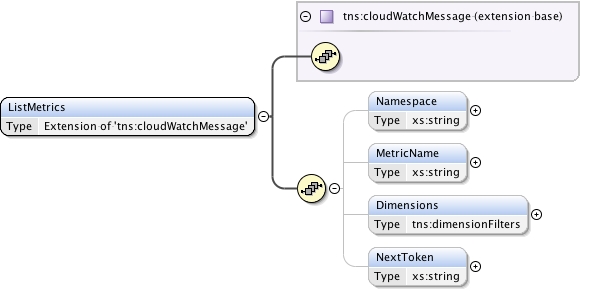 tns:cloudWatchMessage (extension base)
ListMetrics
Type Extension of 'tns:cloudWatchMessage'
Namespace
Type xs:string
MetricName
Type xs:string
Dimensions
Type tns:dimensionFilters
NextToken
Type xs:string